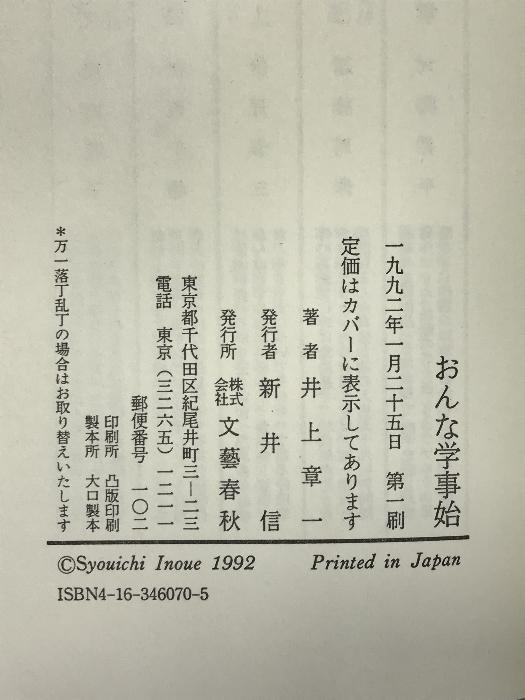 おんな学事始
一九九二年一月二十五日　第一刷
定価はカバーに表示してあります
著者　井上章一
発行者　新井　信
発行所　株式会社　文藝春秋
東京都千代田区紀尾井町三―二三
電話　東京（三二六五）一二一一
郵便番号　一〇二
印刷所　凸版印刷
製本所　大口製本
＊万一落丁乱丁の場合はお取り替えいたします
©Syouichi Inoue 1992　Printed in Japan
ISBN4-16-346070-5